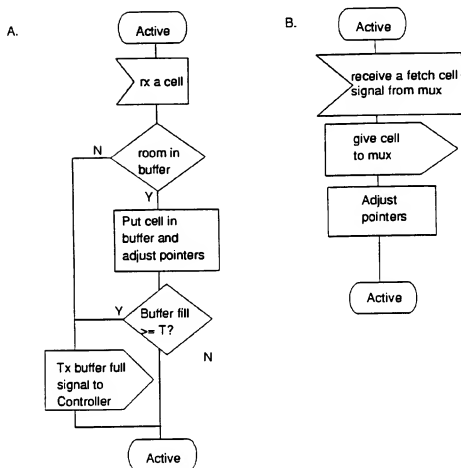 A.
Active
rx a cell
N
room in
buffer
Y
Put cell in
buffer and
adjust pointers
Y
Buffer fill
>= T?
N
Tx buffer full
signal to
Controller
Active
B.
Active
receive a fetch cell
signal from mux
give cell
to mux
Adjust
pointers
Active